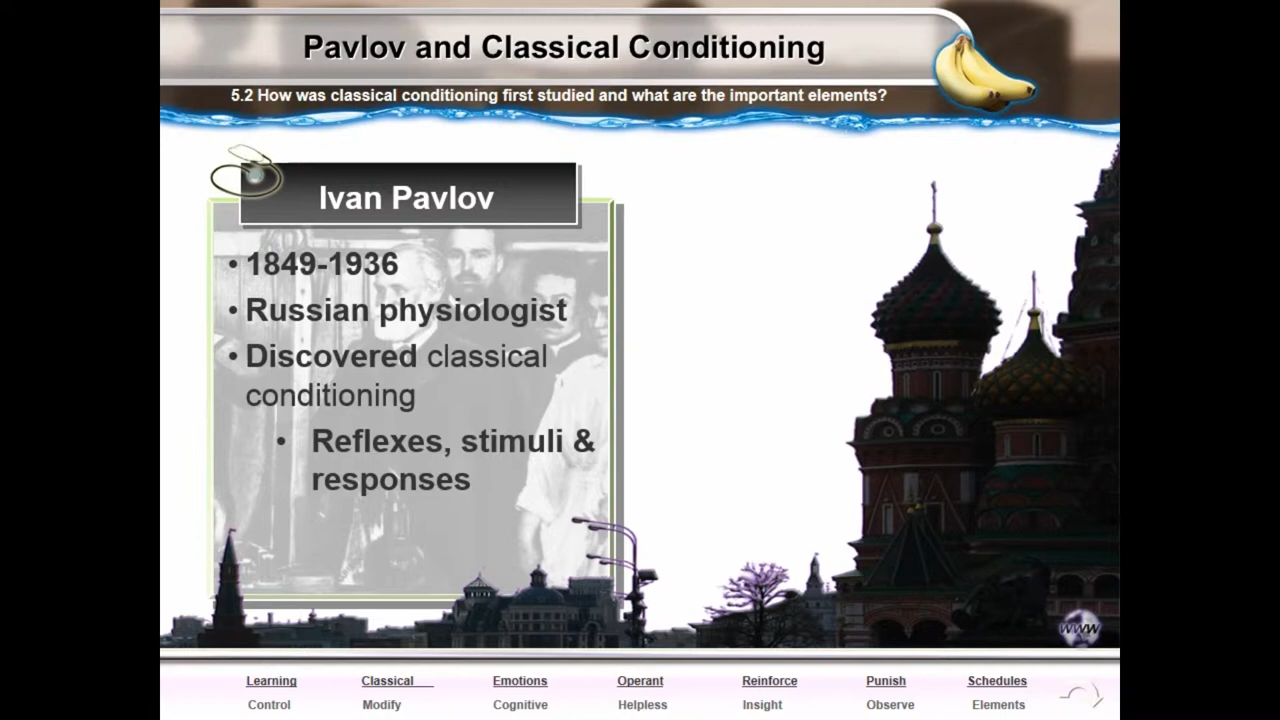 Pavlov and Classical Conditioning
5.2 How was classical conditioning first studied and what are the important elements?
Ivan Pavlov
• 1849-1936
• Russian physiologist
• Discovered classical
conditioning
• Reflexes, stimuli &
responses
www
Learning Classical Emotions Operant Reinforce Punish Schedules
Control Modify Cognitive Helpless Insight Observe Elements